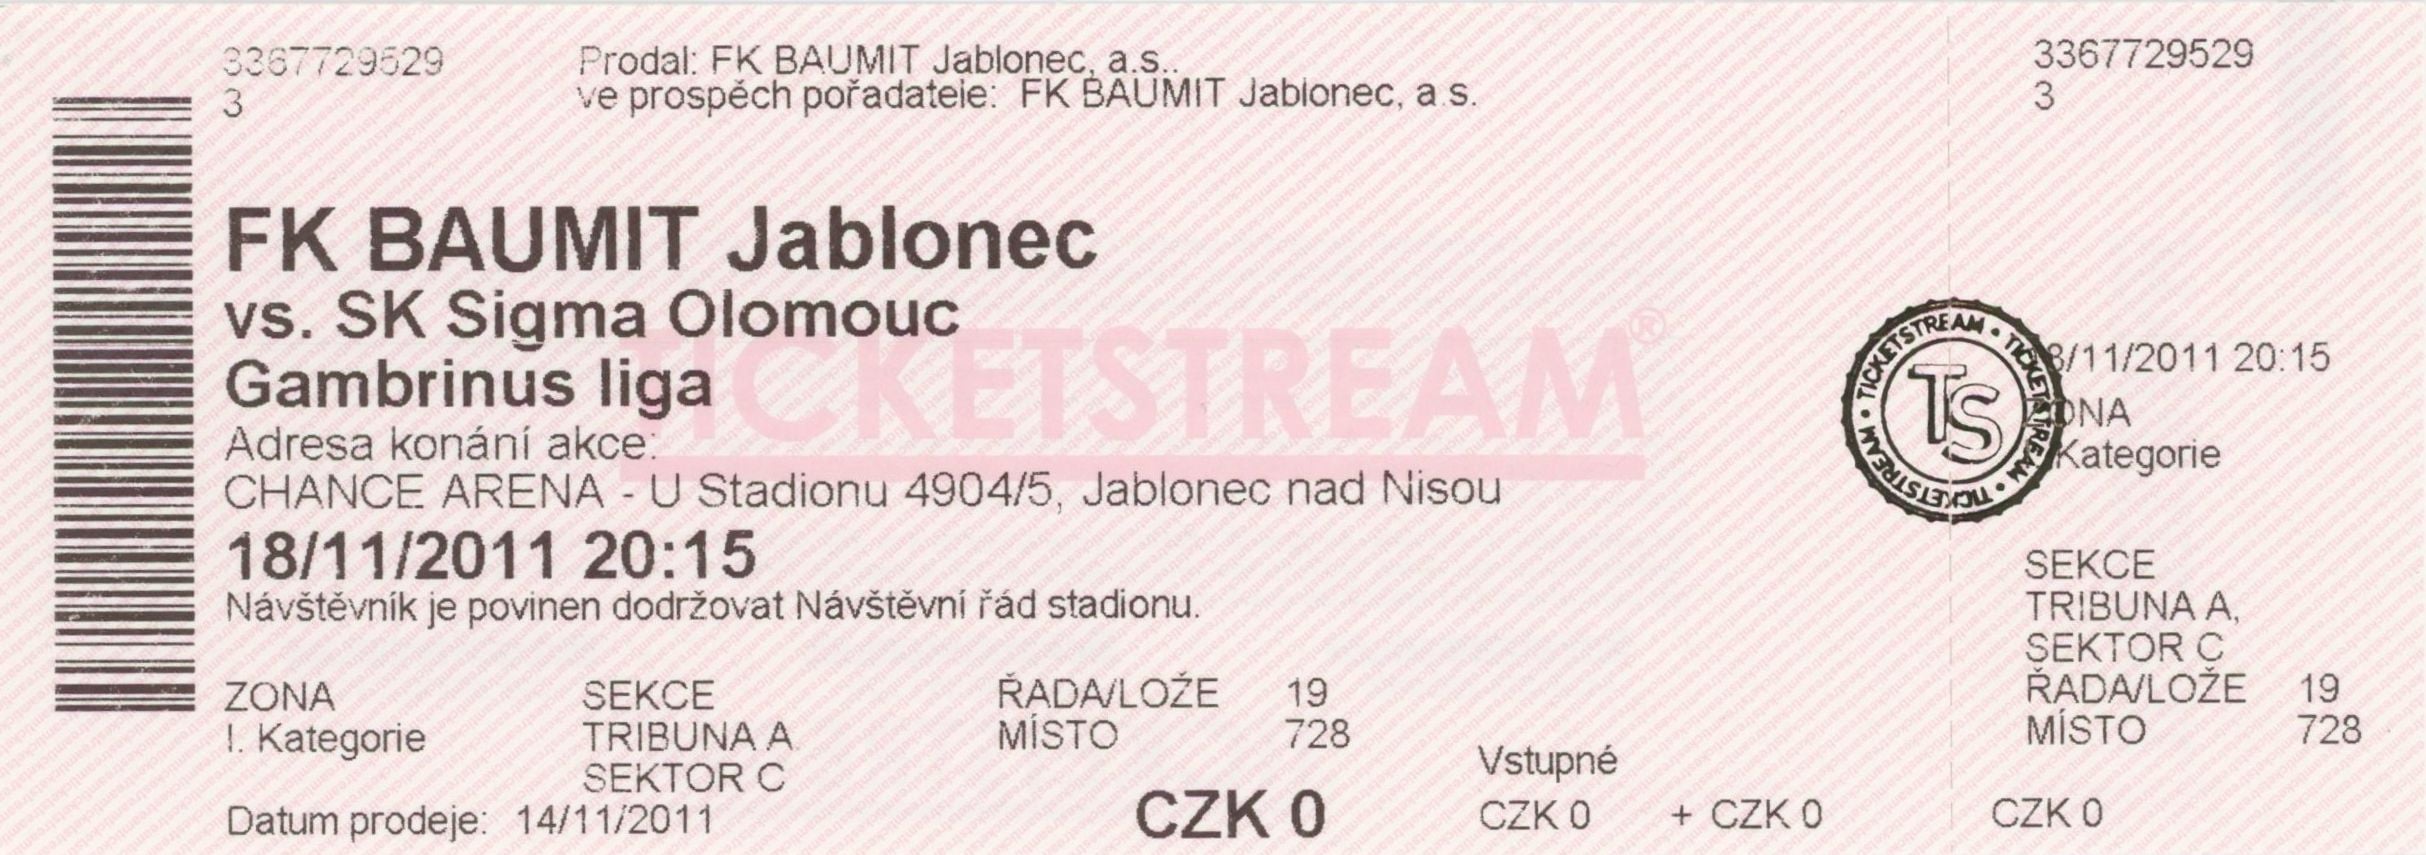 3367729529
3
Prodal: FK BAUMIT Jablonec, a.s..
ve prospěch pořadatele: FK BAUMIT Jablonec, a.s.
FK BAUMIT Jablonec
vs. SK Sigma Olomouc
Gambrinus liga
TICKETSTREAM®
Adresa konání akce:
CHANCE ARENA - U Stadionu 4904/5, Jablonec nad Nisou
18/11/2011 20:15
Návštěvník je povinen dodržovat Návštěvní řád stadionu.
ZONA SEKCE ŘADA/LOŽE 19
I. Kategorie TRIBUNA A MÍSTO 728
SEKTOR C
Datum prodeje: 14/11/2011
CZK 0
Vstupné
CZK 0 + CZK 0
3367729529
3
TICKETSTREAM • TICKETSTREAM • TICKETSTREAM •
TS
8/11/2011 20:15
ZONA
Kategorie
SEKCE
TRIBUNA A,
SEKTOR C
ŘADA/LOŽE 19
MÍSTO 728
CZK 0